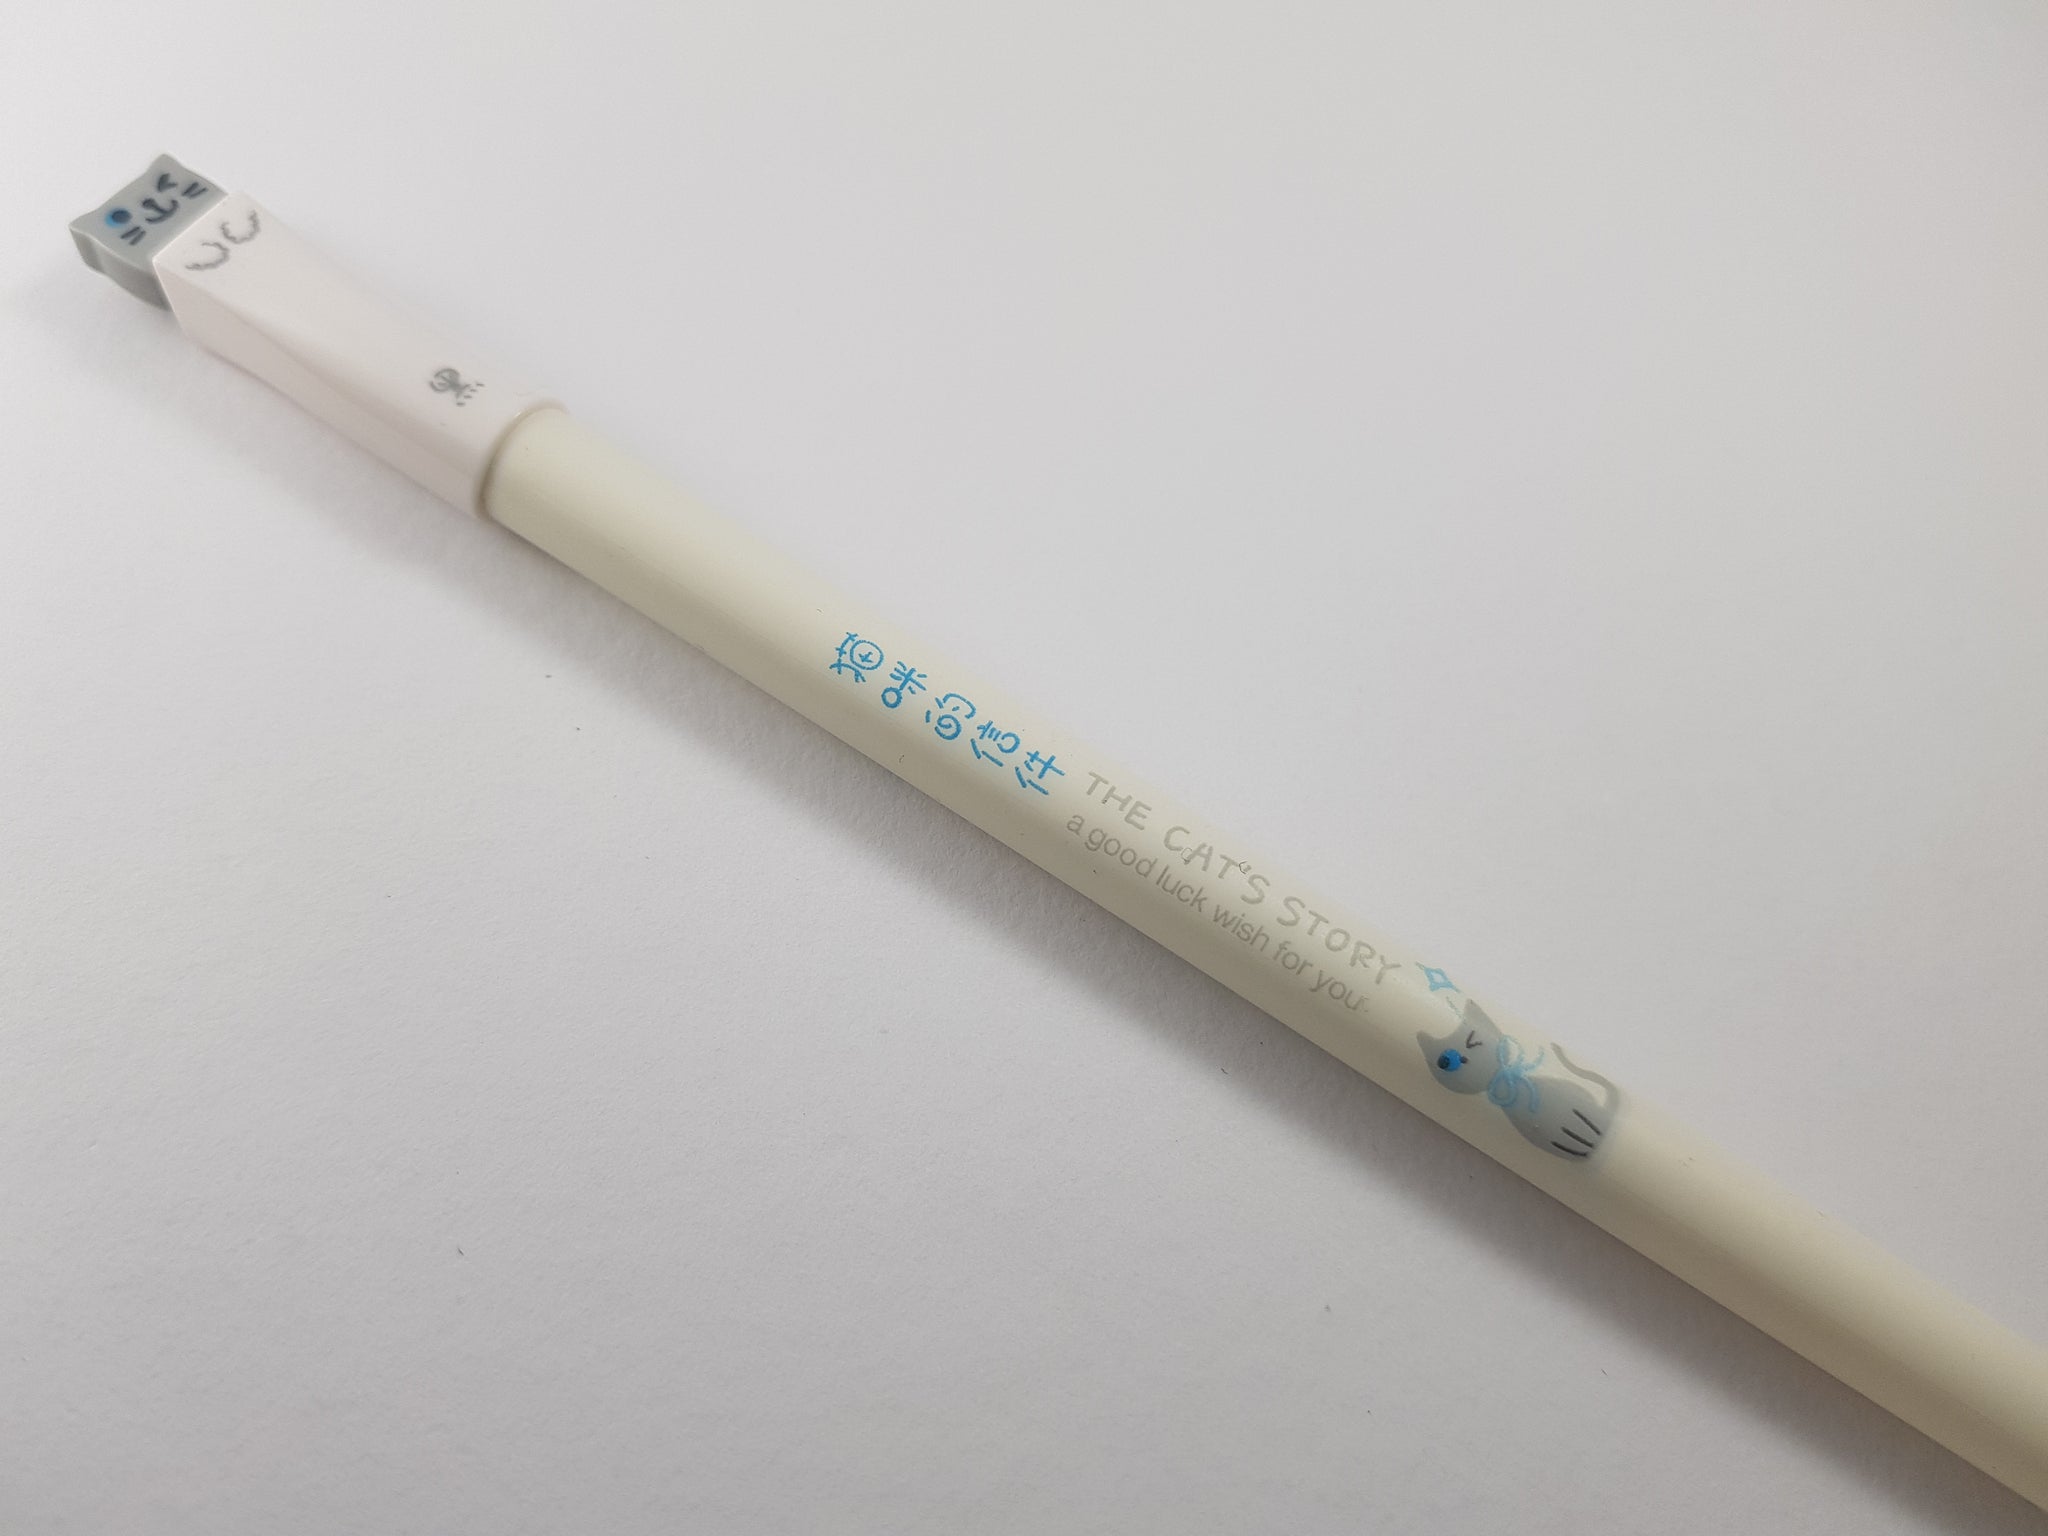 猫咪的信件
THE CAT'S STORY
a good luck wish for you